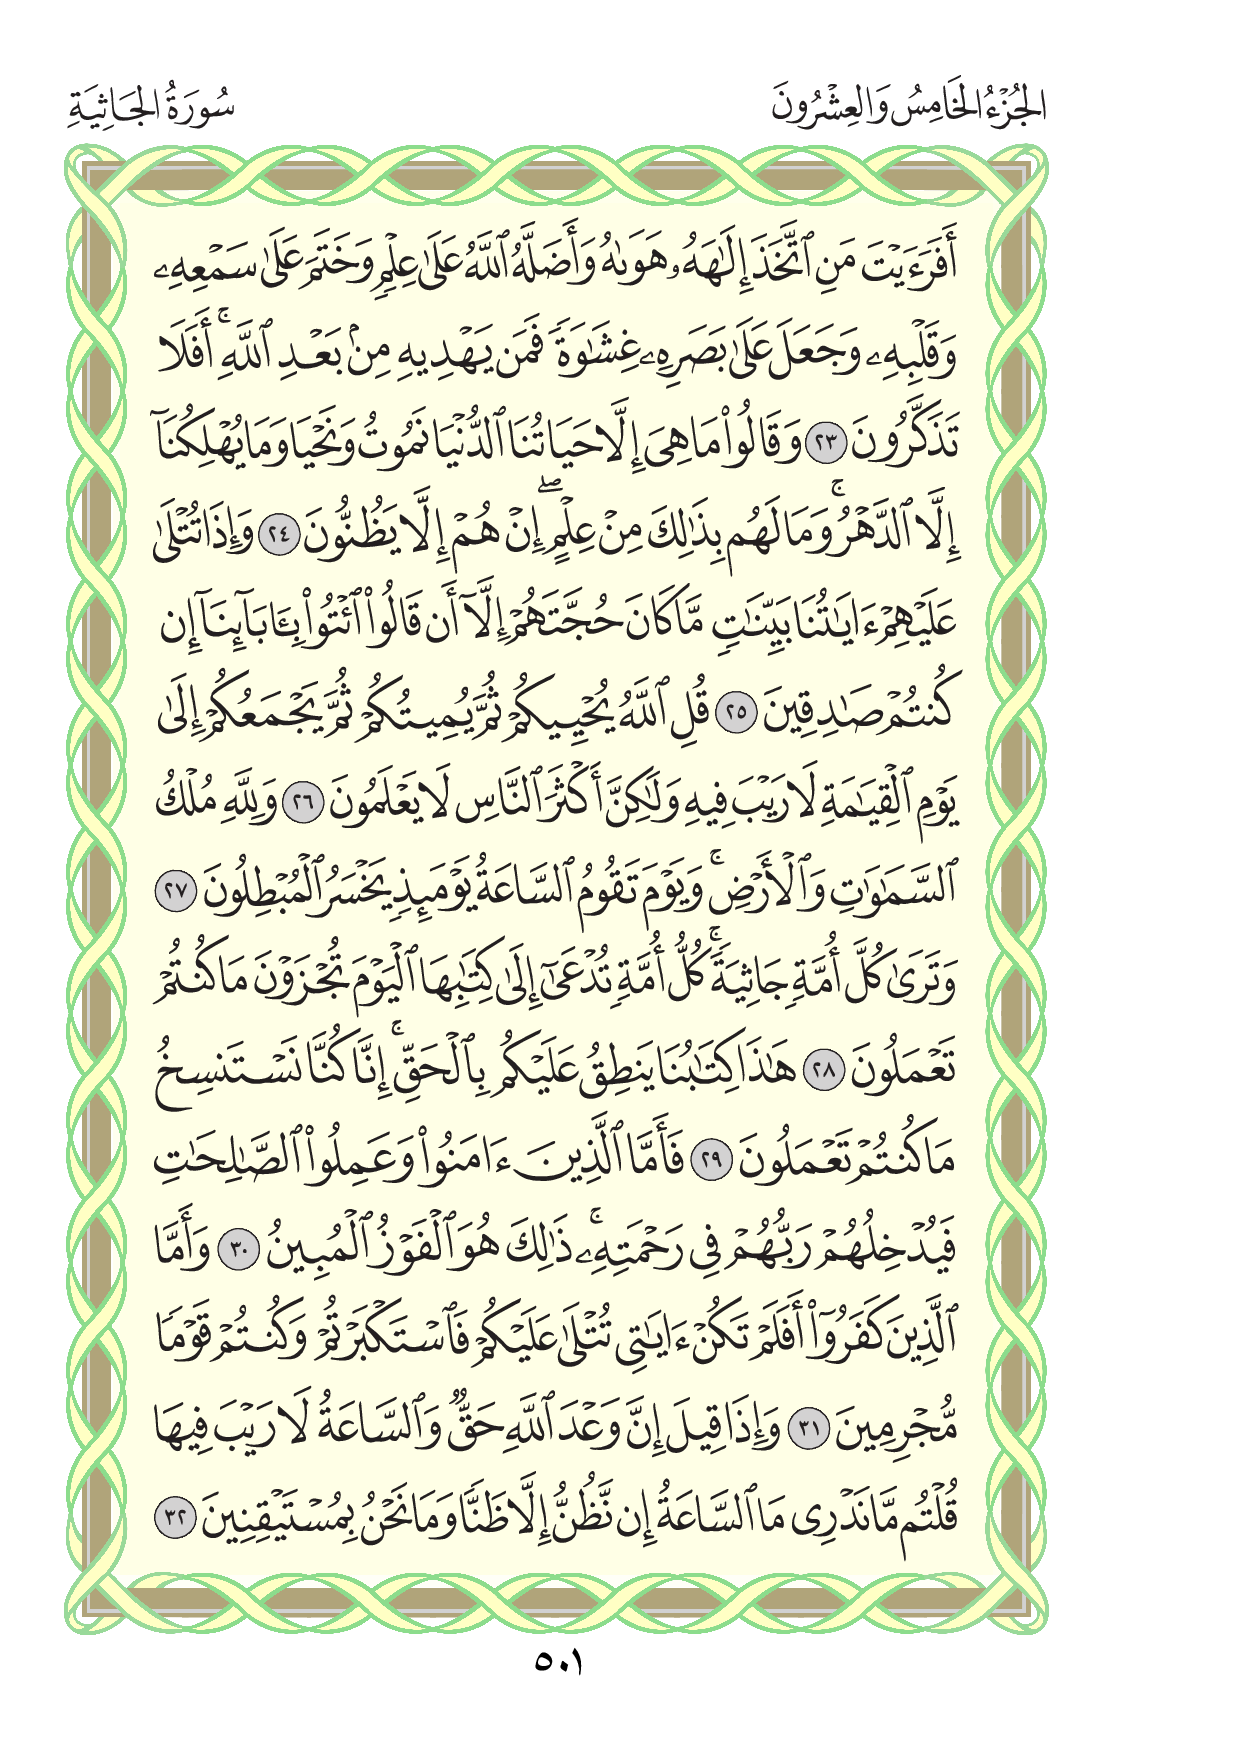 الجُزْءُ الخَامِسُ وَالعِشْرُونَ
سُورَةُ الجَاثِيَةِ
أَفَرَءَيْتَ مَنِ ٱتَّخَذَ إِلَٰهَهُۥ هَوَىٰهُ وَأَضَلَّهُ ٱللَّهُ عَلَىٰ عِلْمٍ وَخَتَمَ عَلَىٰ سَمْعِهِۦ
وَقَلْبِهِۦ وَجَعَلَ عَلَىٰ بَصَرِهِۦ غِشَٰوَةً فَمَن يَهْدِيهِ مِنۢ بَعْدِ ٱللَّهِۚ أَفَلَا
تَذَكَّرُونَ ٢٣ وَقَالُوا۟ مَا هِىَ إِلَّا حَيَاتُنَا ٱلدُّنْيَا نَمُوتُ وَنَحْيَا وَمَا يُهْلِكُنَآ
إِلَّا ٱلدَّهْرُۚ وَمَا لَهُم بِذَٰلِكَ مِنْ عِلْمٍۖ إِنْ هُمْ إِلَّا يَظُنُّونَ ٢٤ وَإِذَا تُتْلَىٰ
عَلَيْهِمْ ءَايَٰتُنَا بَيِّنَٰتٍ مَّا كَانَ حُجَّتَهُمْ إِلَّآ أَن قَالُوا۟ ٱئْتُوا۟ بِـَٔابَآئِنَآ إِن
كُنتُمْ صَٰدِقِينَ ٢٥ قُلِ ٱللَّهُ يُحْيِيكُمْ ثُمَّ يُمِيتُكُمْ ثُمَّ يَجْمَعُكُمْ إِلَىٰ
يَوْمِ ٱلْقِيَٰمَةِ لَا رَيْبَ فِيهِ وَلَٰكِنَّ أَكْثَرَ ٱلنَّاسِ لَا يَعْلَمُونَ ٢٦ وَلِلَّهِ مُلْكُ
ٱلسَّمَٰوَٰتِ وَٱلْأَرْضِۚ وَيَوْمَ تَقُومُ ٱلسَّاعَةُ يَوْمَئِذٍ يَخْسَرُ ٱلْمُبْطِلُونَ ٢٧
وَتَرَىٰ كُلَّ أُمَّةٍ جَاثِيَةًۚ كُلُّ أُمَّةٍ تُدْعَىٰٓ إِلَىٰ كِتَٰبِهَا ٱلْيَوْمَ تُجْزَوْنَ مَا كُنتُمْ
تَعْمَلُونَ ٢٨ هَٰذَا كِتَٰبُنَا يَنطِقُ عَلَيْكُم بِٱلْحَقِّۚ إِنَّا كُنَّا نَسْتَنسِخُ
مَا كُنتُمْ تَعْمَلُونَ ٢٩ فَأَمَّا ٱلَّذِينَ ءَامَنُوا۟ وَعَمِلُوا۟ ٱلصَّٰلِحَٰتِ
فَيُدْخِلُهُمْ رَبُّهُمْ فِى رَحْمَتِهِۦۚ ذَٰلِكَ هُوَ ٱلْفَوْزُ ٱلْمُبِينُ ٣٠ وَأَمَّا
ٱلَّذِينَ كَفَرُوٓا۟ أَفَلَمْ تَكُنْ ءَايَٰتِى تُتْلَىٰ عَلَيْكُمْ فَٱسْتَكْبَرْتُمْ وَكُنتُمْ قَوْمًا
مُّجْرِمِينَ ٣١ وَإِذَا قِيلَ إِنَّ وَعْدَ ٱللَّهِ حَقٌّ وَٱلسَّاعَةُ لَا رَيْبَ فِيهَا
قُلْتُم مَّا نَدْرِى مَا ٱلسَّاعَةُ إِن نَّظُنُّ إِلَّا ظَنًّا وَمَا نَحْنُ بِمُسْتَيْقِنِينَ ٣٢
٥٠١